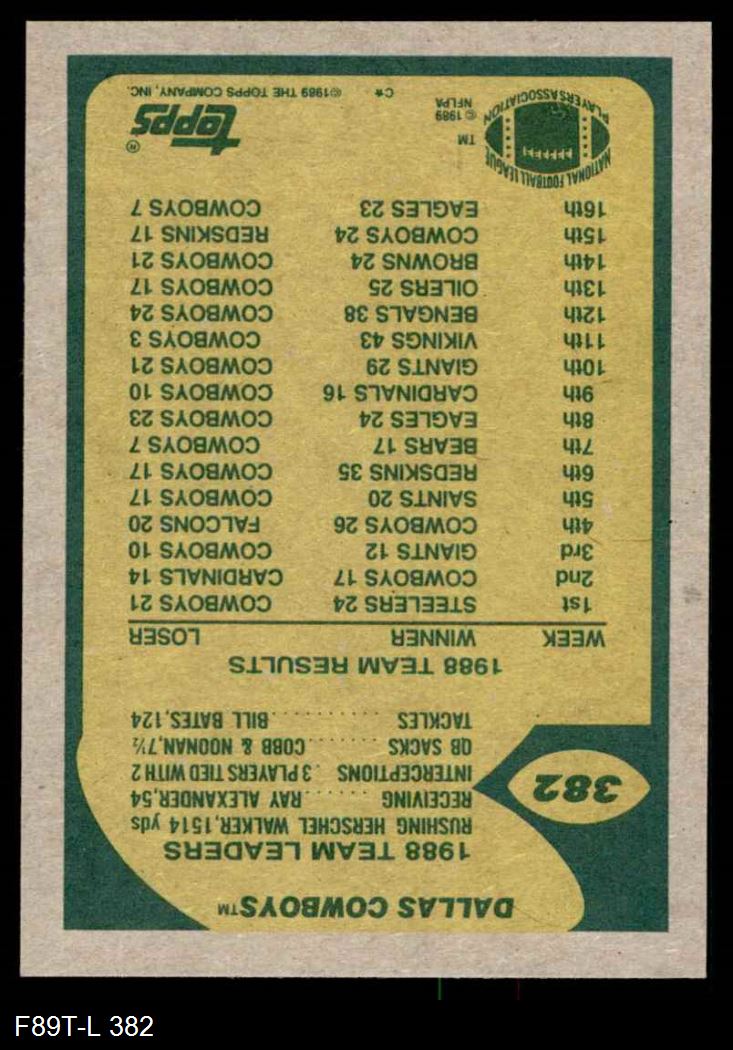 DALLAS COWBOYS™
1988 TEAM LEADERS
RUSHING HERSCHEL WALKER, 1514 yds
RECEIVING ........ RAY ALEXANDER, 54
INTERCEPTIONS . 3 PLAYERS TIED WITH 2
QB SACKS ...... COBB & NOONAN, 7½
TACKLES ............ BILL BATES, 124
382
1988 TEAM RESULTS
WEEK WINNER LOSER
1st STEELERS 24 COWBOYS 21
2nd COWBOYS 17 CARDINALS 14
3rd GIANTS 12 COWBOYS 10
4th COWBOYS 26 FALCONS 20
5th SAINTS 20 COWBOYS 17
6th REDSKINS 35 COWBOYS 17
7th BEARS 17 COWBOYS 7
8th EAGLES 24 COWBOYS 23
9th CARDINALS 16 COWBOYS 10
10th GIANTS 29 COWBOYS 21
11th VIKINGS 43 COWBOYS 3
12th BENGALS 38 COWBOYS 24
13th OILERS 25 COWBOYS 17
14th BROWNS 24 COWBOYS 21
15th COWBOYS 24 REDSKINS 17
16th EAGLES 23 COWBOYS 7
NATIONAL FOOTBALL LEAGUE
PLAYERS ASSOCIATION
TM
© 1989
NFLPA
topps®
C* ©1989 THE TOPPS COMPANY, INC.
F89T-L 382